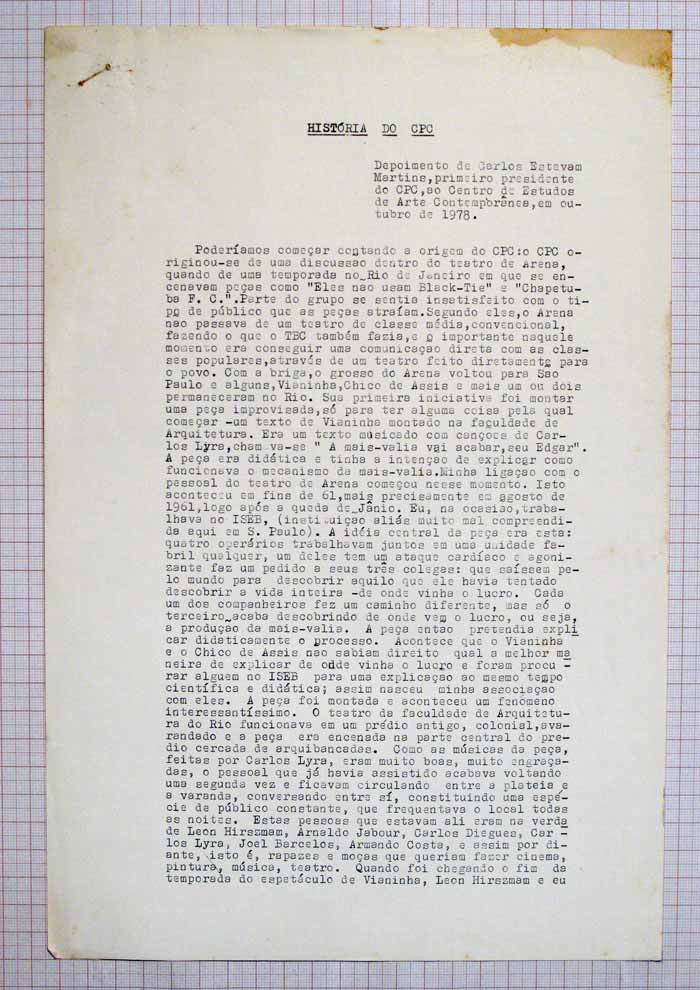 HISTÓRIA DO CPC
Depoimento de Carlos Estevam
Martins,primeiro presidente
do CPC,ao Centro de Estudos
de Arte Contemporânea,em ou-
tubro de 1978.
Poderíamos começar contando a origem do CPC:o CPC o-
riginou-se de uma discussao dentro do teatro de Arena,
quando de uma temporada no Rio de Janeiro em que se en-
cenavam peças como "Eles nao usam Black-Tie" e "Chapetu-
ba F. C.".Parte do grupo se sentia insatisfeito com o ti-
po de público que as peças atraíam.Segundo eles,o Arena
nao passava de um teatro de classe média,convencional,
fazendo o que o TBC também fazia,e o importante naquele
momento era conseguir uma comunicaçao direta com as clas-
ses populares,através de um teatro feito diretamente para
o povo. Com a briga,o grosso do Arena voltou para Sao
Paulo e alguns,Vianinha,Chico de Assis e mais um ou dois
permaneceram no Rio. Sua primeira iniciativa foi montar
uma peça improvisada,só para ter alguma coisa pela qual
começar -um texto de Vianinha montado na faculdade de
Arquitetura. Era um texto músicado com cançoes de Car-
los Lyra,cham va-se " A mais-valia vai acabar,seu Edgar".
A peça era didática e tinha a intençao de explicar como
funcionava o mecanismo da mais-valia.Minha ligaçao com o
pessoal do teatro de Arena começou nesse momento. Isto
aconteceu em fins de 61,mais precisamente em agosto de
1961,logo após a queda de Jânio. Eu, na ocasiao,traba-
lhava no ISEB, (instituiçao aliás muito mal compreendi-
da aqui em S. Paulo). A idéia central da peça era esta:
quatro operários trabalhavam juntos em uma unidade fa-
bril qualquer, um deles tem um ataque cardíaco e agoni-
zante faz um pedido a seus três colegas: que saíssem pe-
lo mundo para descobrir aquilo que ele havia tentado
descobrir a vida inteira -de onde vinha o lucro. Cada
um dos companheiros fez um caminho diferente, mas só o
terceiro acaba descobrindo de onde vem o lucro, ou seja,
a produção da mais-valia. A peça entao pretendia expli
car didaticamente o processo. Acontece que o Vianinha
e o Chico de Assis nao sabiam direito qual a melhor ma
neira de explicar de onde vinha o lucro e foram procu -
rar alguem no ISEB para uma explicaçao ao mesmo tempo
científica e didática; assim nasceu minha associaçao
com eles. A peça foi montada e aconteceu um fenômeno
interessantíssimo. O teatro da faculdade de Arquitetu-
ra do Rio funcionava em um prédio antigo, colonial,ava-
randado e a peça era encenada na parte central do pre-
dio cercada de arquibancadas. Como as músicas da peça,
feitas por Carlos Lyra, eram muito boas, muito engraça-
das, o pessoal que já havia assistido acabava voltando
uma segunda vez e ficavam circulando entre a plateia e
a varanda, conversando entre sí, constituindo uma espé-
cie de público constante, que frequentava o local todas
as noites. Estas pessoas que estavam ali eram na verda
de Leon Hirszmam, Arnaldo Jabour, Carlos Diegues, Car -
los Lyra, Joel Barcelos, Armando Costa, e assim por di-
ante, isto é, rapazes e moças que queriam fazer cinema,
pintura, música, teatro. Quando foi chegando o fim da
temporada do espetáculo de Vianinha, Leon Hirszmam e eu